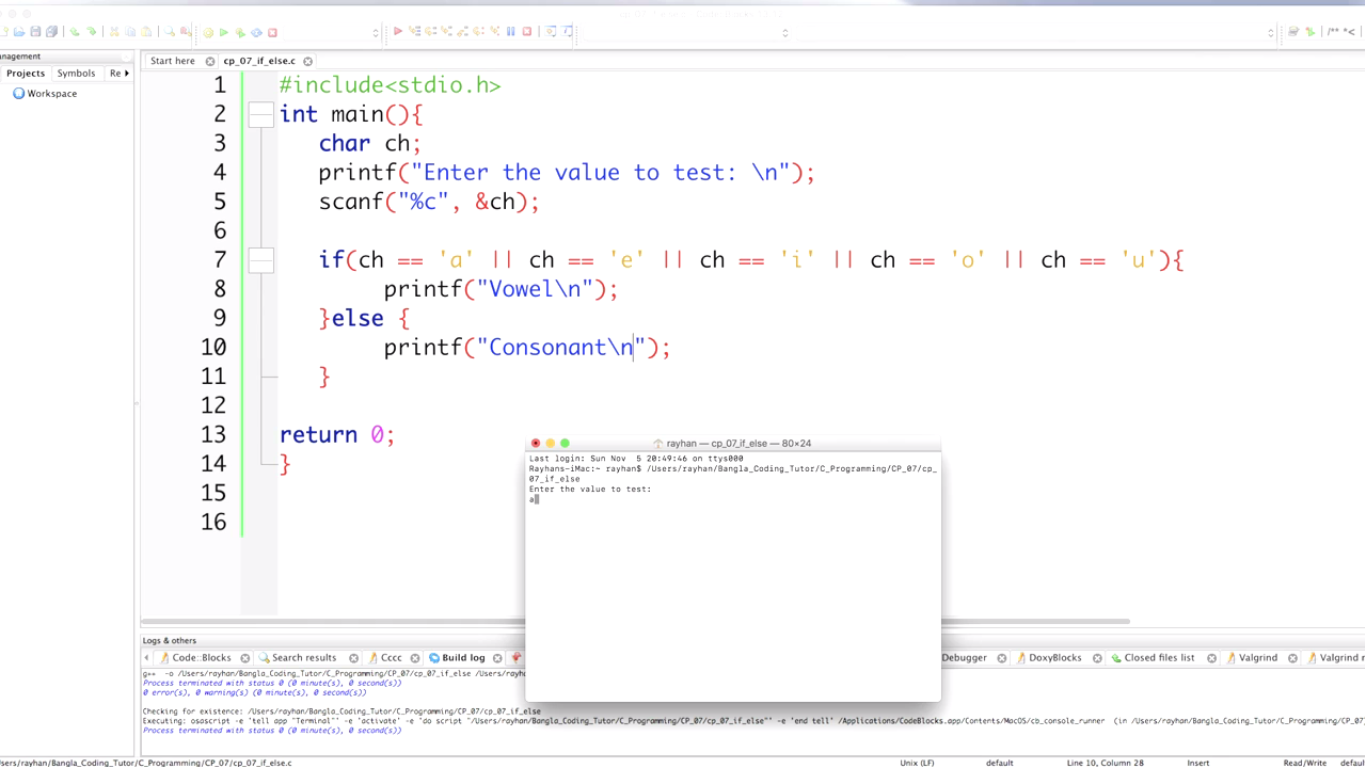 anagement
Start here
cp_07_if_else.c
/** *<
Projects Symbols Re
Workspace
1 #include<stdio.h>
2 int main(){
3 char ch;
4 printf("Enter the value to test: \n");
5 scanf("%c", &ch);
6
7 if(ch == 'a' || ch == 'e' || ch == 'i' || ch == 'o' || ch == 'u'){
8 printf("Vowel\n");
9 }else {
10 printf("Consonant\n");
11 }
12
13 return 0;
14 }
15
16
rayhan — cp_07_if_else — 80×24
Last login: Sun Nov  5 20:49:46 on ttys000
Rayhans-iMac:~ rayhan$ /Users/rayhan/Bangla_Coding_Tutor/C_Programming/CP_07/cp_
07_if_else
Enter the value to test:
a
Logs & others
Code::Blocks Search results Cccc Build log Debugger DoxyBlocks Closed files list Valgrind Valgrind r
g++ -o /Users/rayhan/Bangla_Coding_Tutor/C_Programming/CP_07/cp_07_if_else /Users/rayh
Process terminated with status 0 (0 minute(s), 0 second(s))
0 error(s), 0 warning(s) (0 minute(s), 0 second(s))
Checking for existence: /Users/rayhan/Bangla_Coding_Tutor/C_Programming/CP_07/cp_07_if_else
Executing: osascript -e 'tell app "Terminal"' -e 'activate' -e 'do script "/Users/rayhan/Bangla_Coding_Tutor/C_Programming/CP_07/cp_07_if_else"' -e 'end tell' /Applications/CodeBlocks.app/Contents/MacOS/cb_console_runner (in /Users/rayhan/Bangla_Coding_Tutor/C_Programming/CP_07
Process terminated with status 0 (0 minute(s), 0 second(s))
sers/rayhan/Bangla_Coding_Tutor/C_Programming/CP_07/cp_07_if_else.c
Unix (LF) default Line 10, Column 28 Insert Read/Write defaul